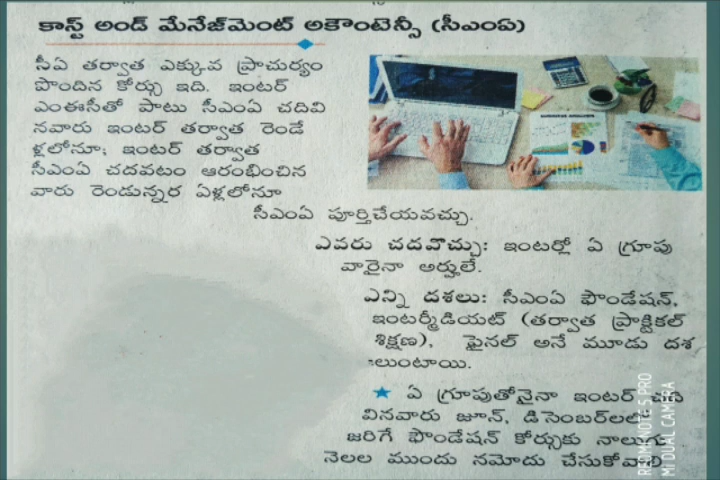 కాస్ట్ అండ్ మేనేజ్‌మెంట్ అకౌంటెన్సీ (సీఎంఏ)
సీఏ తర్వాత ఎక్కువ ప్రాచుర్యం
పొందిన కోర్సు ఇది. ఇంటర్
ఎంఈసీతో పాటు సీఎంఏ చదివి
నవారు ఇంటర్ తర్వాత రెండే
ళ్లలోనూ; ఇంటర్ తర్వాత
సీఎంఏ చదవటం ఆరంభించిన
వారు రెండున్నర ఏళ్లలోనూ
సీఎంఏ పూర్తిచేయవచ్చు.
ఎవరు చదవొచ్చు: ఇంటర్లో ఏ గ్రూపు
వారైనా అర్హులే.
ఎన్ని దశలు: సీఎంఏ ఫౌండేషన్,
ఇంటర్మీడియట్ (తర్వాత ప్రాక్టికల్
శిక్షణ), ఫైనల్ అనే మూడు దశ
లుంటాయి.
★ ఏ గ్రూపుతోనైనా ఇంటర్ చది
వినవారు జూన్, డిసెంబర్‌లలో
జరిగే ఫౌండేషన్ కోర్సుకు నాలుగు
నెలల ముందు నమోదు చేసుకోవాలి
REDMI NOTE 5 PRO
MI DUAL CAMERA